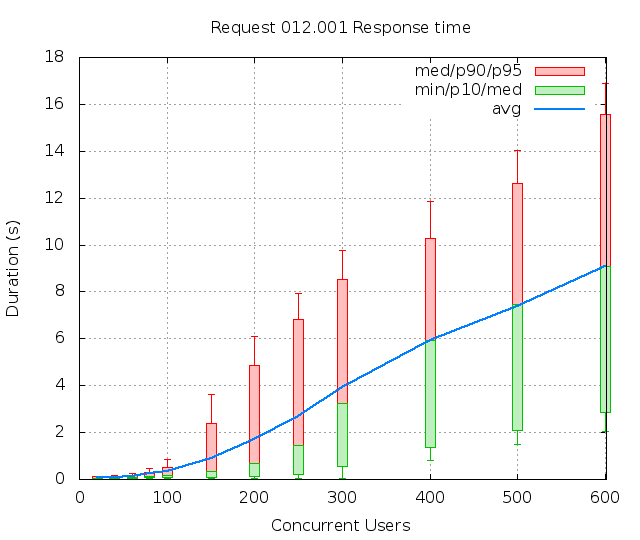 Request 012.001 Response time
med/p90/p95
min/p10/med
avg
Duration (s)
18
16
14
12
10
8
6
4
2
0
0 100 200 300 400 500 600
Concurrent Users